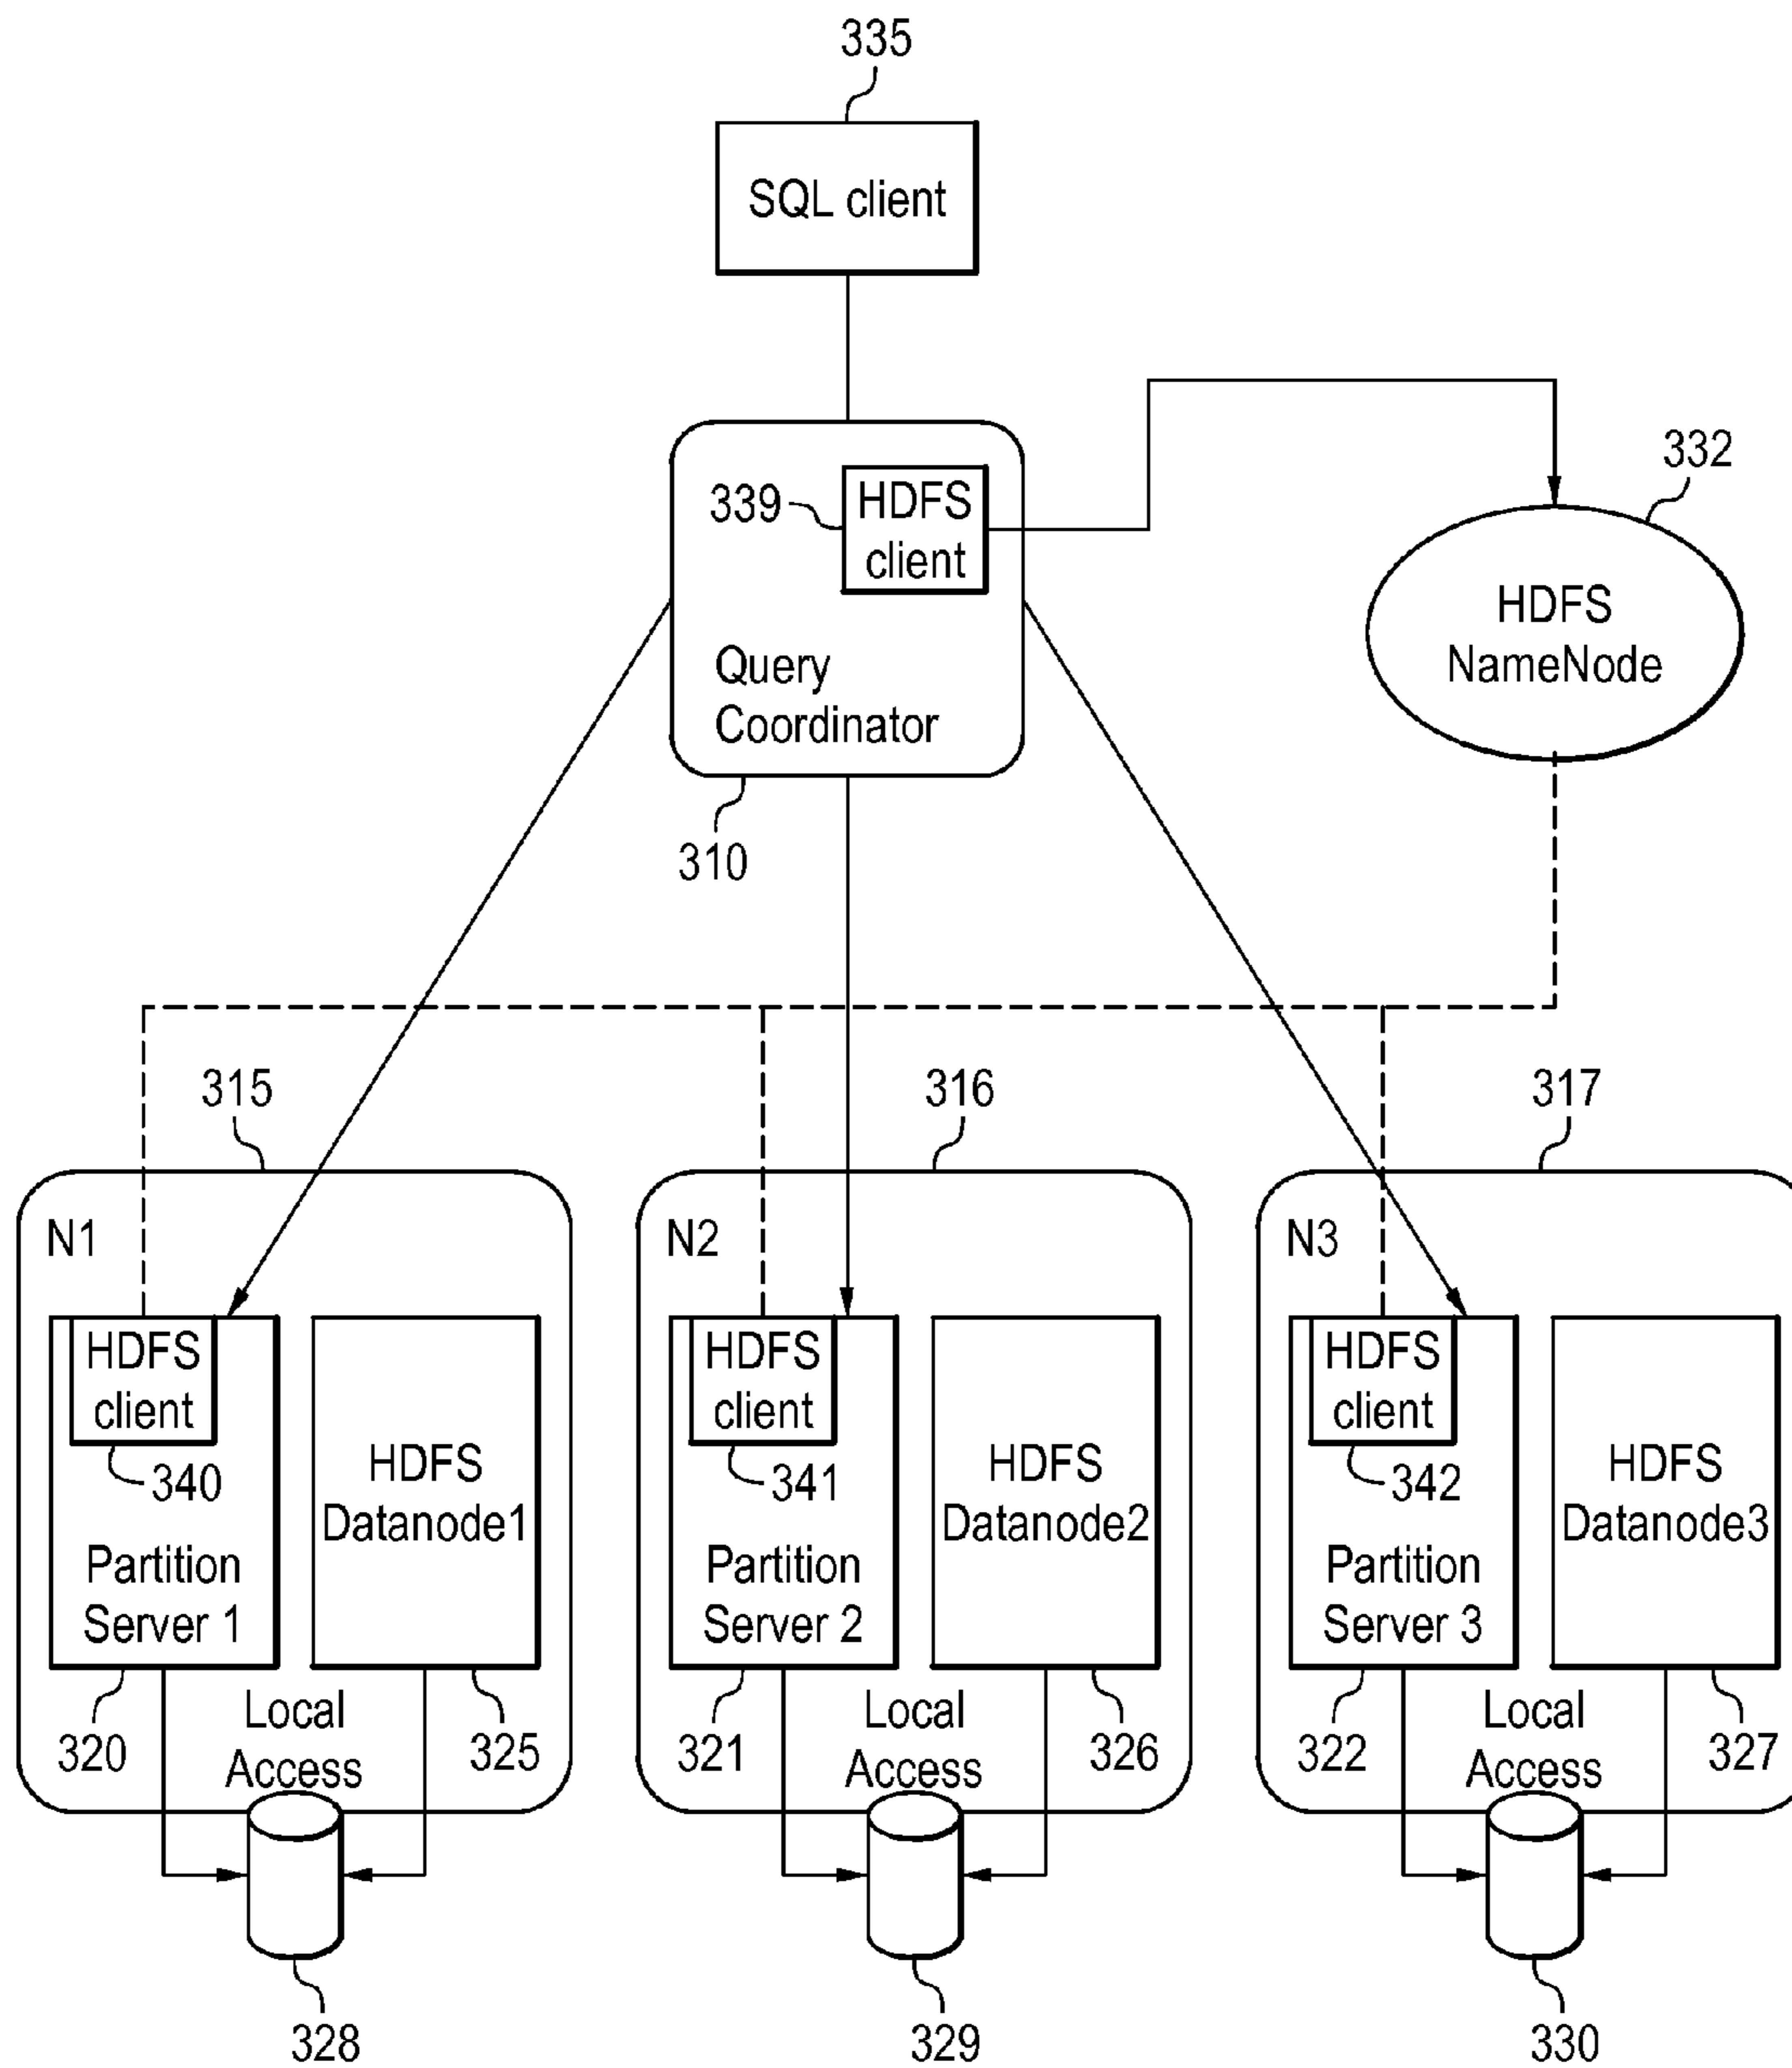 335
SQL client
332
339
HDFS
client
HDFS
NameNode
Query
Coordinator
310
315
316
317
N1
N2
N3
HDFS
client
340
HDFS
Datanode1
Partition
Server 1
HDFS
client
341
HDFS
Datanode2
Partition
Server 2
HDFS
client
342
HDFS
Datanode3
Partition
Server 3
320
Local
Access
325
321
Local
Access
326
322
Local
Access
327
328
329
330